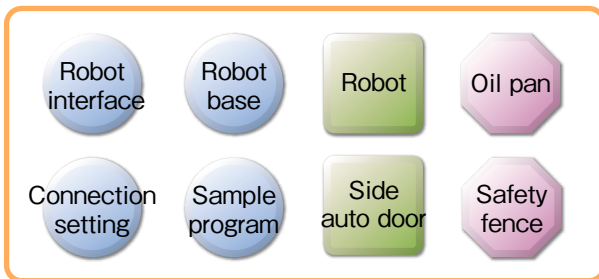 Robot
interface
Robot
base
Robot
Oil pan
Connection
setting
Sample
program
Side
auto door
Safety
fence